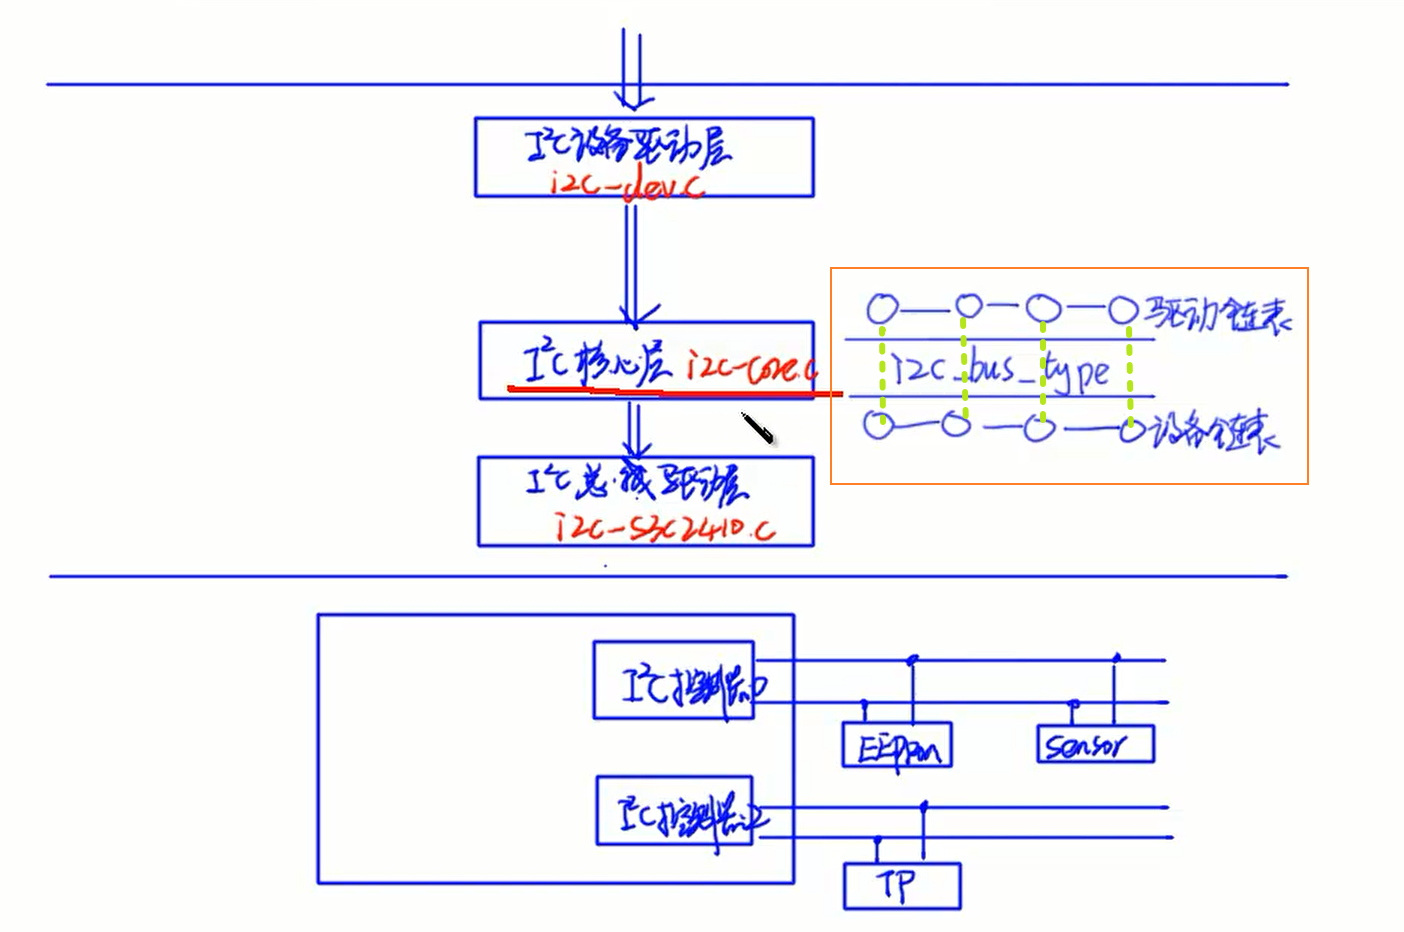 I²C设备驱动层
i2c-dev.c
I²C核心层 i2c-core.c
驱动链表
i2c_bus_type
设备链表
I²C总线驱动层
i2c-s3c2410.c
I²C控制器0
EEprom
Sensor
I²C控制器2
TP